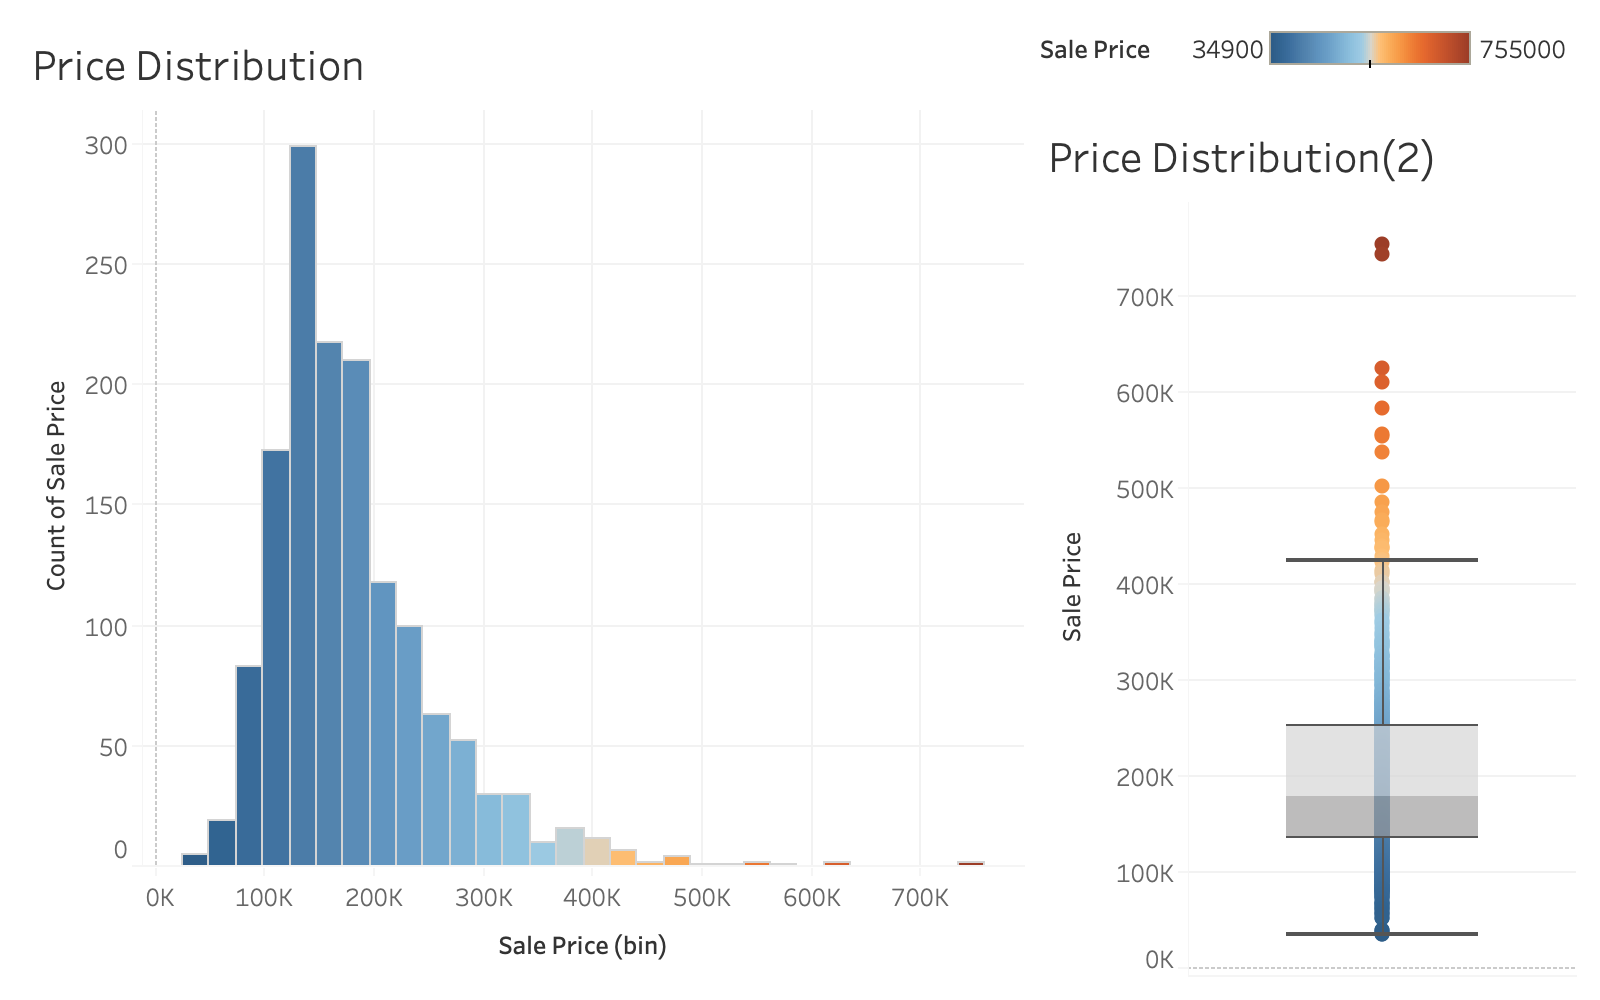 Sale Price 34900 755000
Price Distribution
300
250
200
150
100
50
0
Count of Sale Price
0K 100K 200K 300K 400K 500K 600K 700K
Sale Price (bin)
Price Distribution(2)
700K
600K
500K
400K
300K
200K
100K
0K
Sale Price